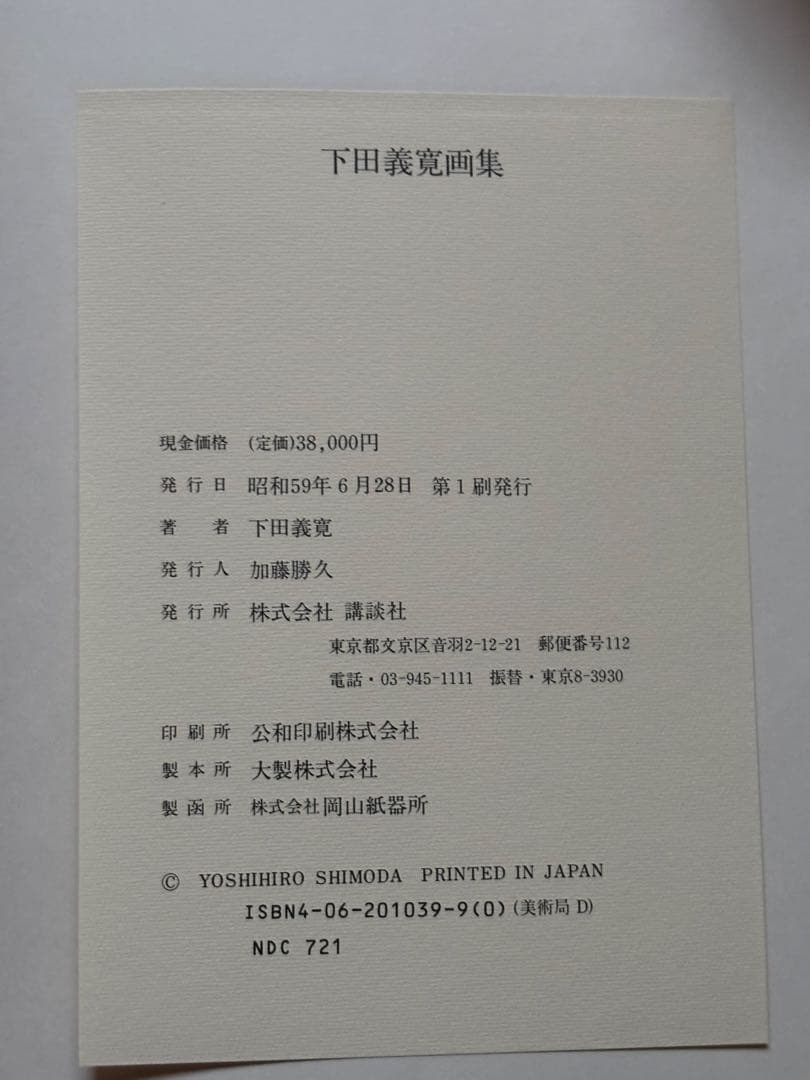 下田義寛画集
現金価格 (定価)38,000円
発行日 昭和59年6月28日 第1刷発行
著者 下田義寛
発行人 加藤勝久
発行所 株式会社 講談社
東京都文京区音羽2-12-21 郵便番号112
電話・03-945-1111 振替・東京8-3930
印刷所 公和印刷株式会社
製本所 大製株式会社
製函所 株式会社岡山紙器所
© YOSHIHIRO SHIMODA PRINTED IN JAPAN
ISBN4-06-201039-9(0)(美術局 D)
NDC 721